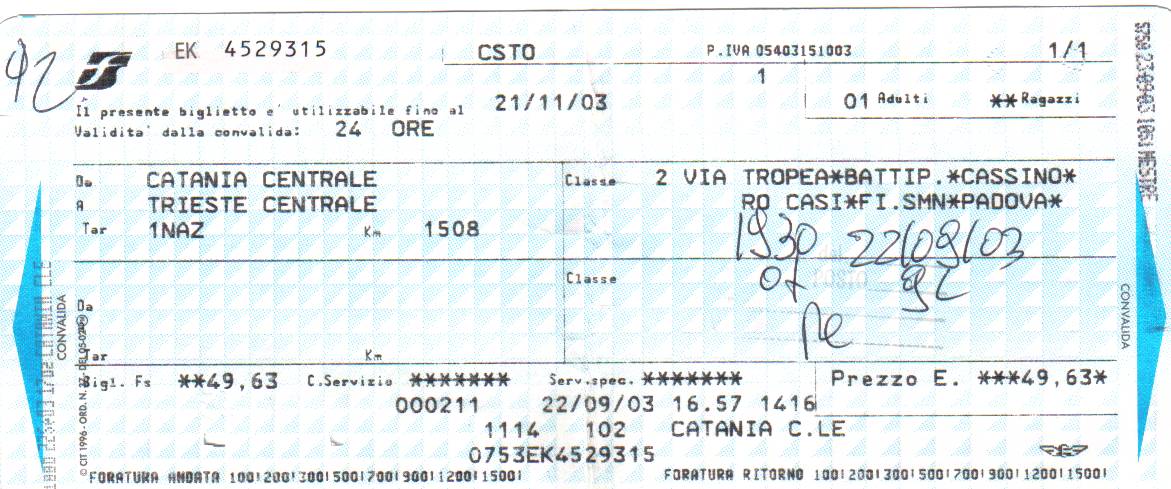 EK 4529315 CSTO P.IVA 05403151003 1/1
1
Il presente biglietto e' utilizzabile fino al 21/11/03 01 Adulti **Ragazzi
Validita' dalla convalida: 24 ORE
Da CATANIA CENTRALE Classe 2 VIA TROPEA*BATTIP.*CASSINO*
A TRIESTE CENTRALE RO CASI*FI.SMN*PADOVA*
Tar 1NAZ Km 1508
1930 22/09/03
Classe
Da
Tar Km
Bigl. Fs **49,63 C.Servizio ******* Serv.spec. ******* Prezzo E. ***49,63*
000211 22/09/03 16.57 1416
1114 102 CATANIA C.LE
0753EK4529315
FORATURA ANDATA 100|200|300|500|700|900|1200|1500| FORATURA RITORNO 100|200|300|500|700|900|1200|1500|
CONVALIDA
CONVALIDA
23·09·03 1061 MESTRE